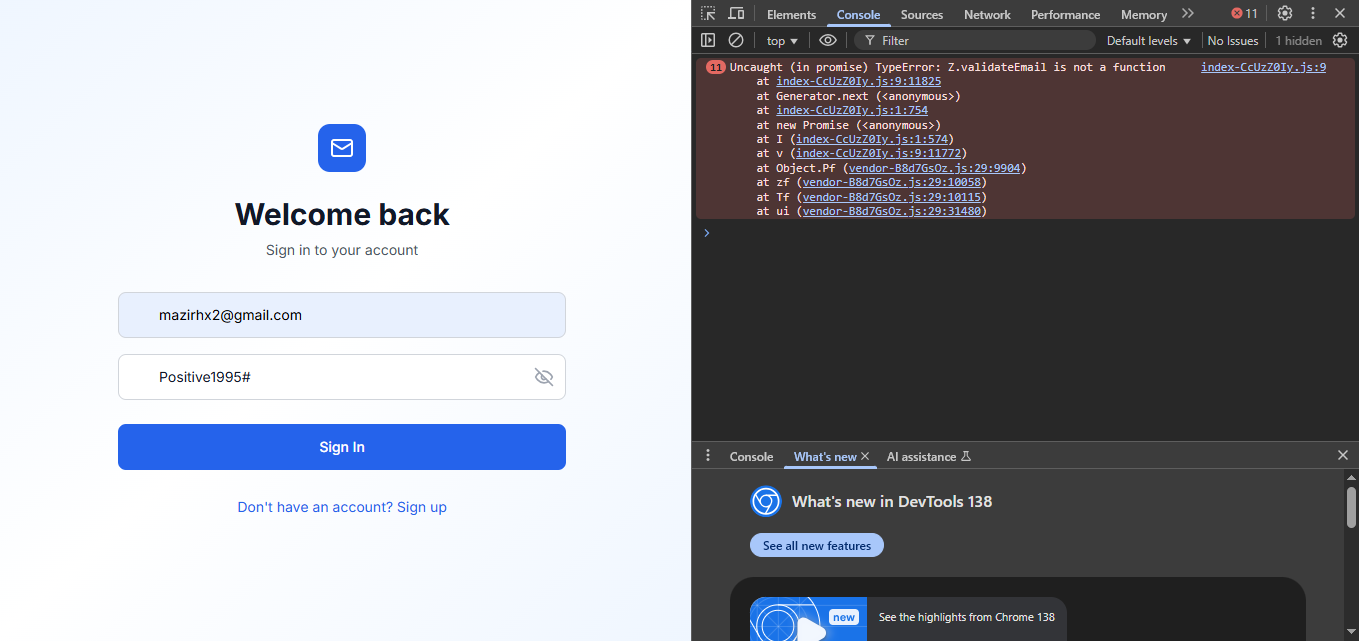 Welcome back
Sign in to your account
mazirhx2@gmail.com
Positive1995#
Sign In
Don't have an account? Sign up
Elements Console Sources Network Performance Memory 11
top Filter Default levels No Issues 1 hidden
11 Uncaught (in promise) TypeError: Z.validateEmail is not a function index-CcUzZ0Iy.js:9
at index-CcUzZ0Iy.js:9:11825
at Generator.next (<anonymous>)
at index-CcUzZ0Iy.js:1:754
at new Promise (<anonymous>)
at I (index-CcUzZ0Iy.js:1:574)
at v (index-CcUzZ0Iy.js:9:11772)
at Object.Pf (vendor-B8d7GsOz.js:29:9904)
at zf (vendor-B8d7GsOz.js:29:10058)
at Tf (vendor-B8d7GsOz.js:29:10115)
at ui (vendor-B8d7GsOz.js:29:31480)
Console What's new AI assistance
What's new in DevTools 138
See all new features
new
See the highlights from Chrome 138